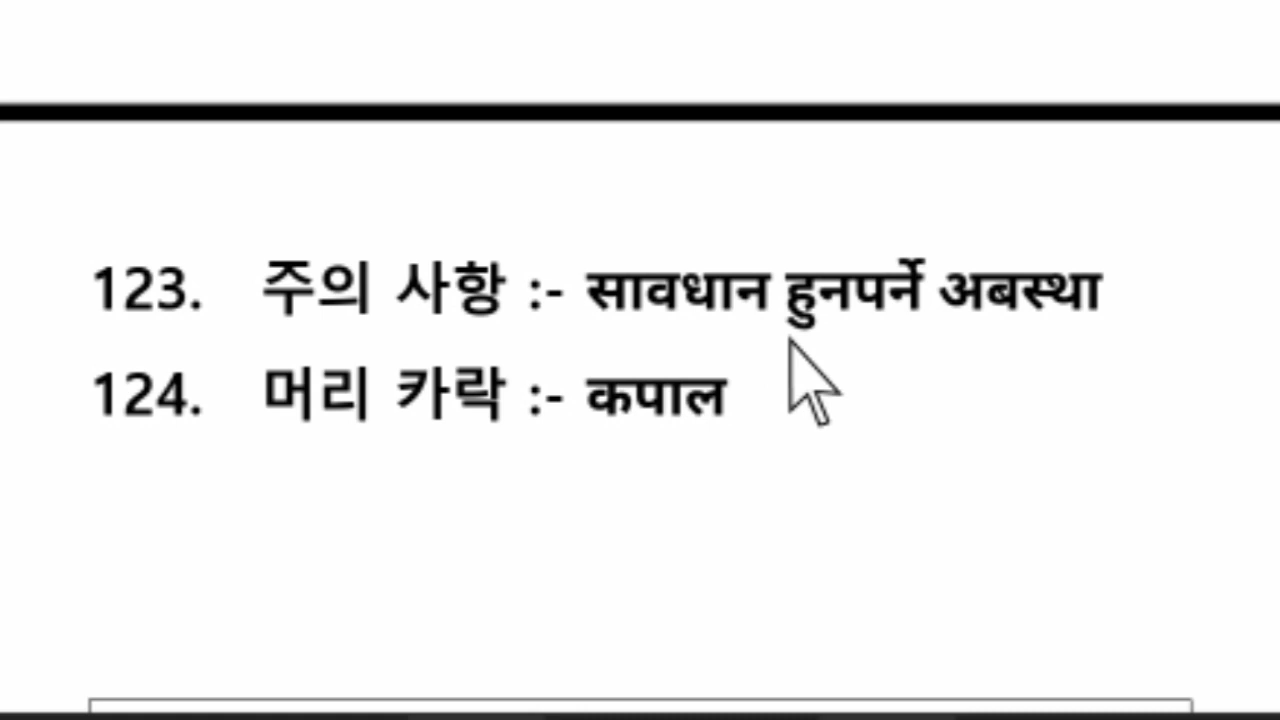 123. 주의 사항 :- सावधान हुनपर्ने अबस्था
124. 머리 카락 :- कपाल